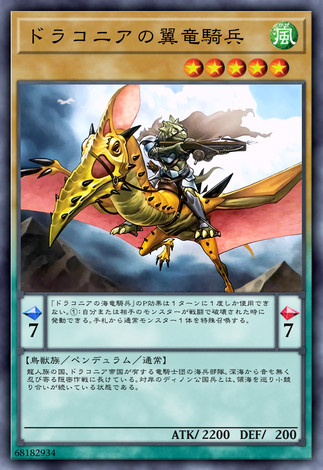 ドラコニアの翼竜騎兵
風
「ドラコニアの海竜騎兵」のP効果は1ターンに1度しか使用でき
ない。①:自分または相手のモンスターが戦闘で破壊された時に
発動できる。手札から通常モンスター1体を特殊召喚する。
7
7
【鳥獣族/ペンデュラム/通常】
龍人族の国、ドラコニア帝国が有する竜騎士団の海兵部隊。深海から音も無く
忍び寄る隠密作戦に長けている。対岸のディノン公国兵とは、領海を巡り小競
り合いが続いている状態である。
ATK/ 2200 DEF/ 200
68182934